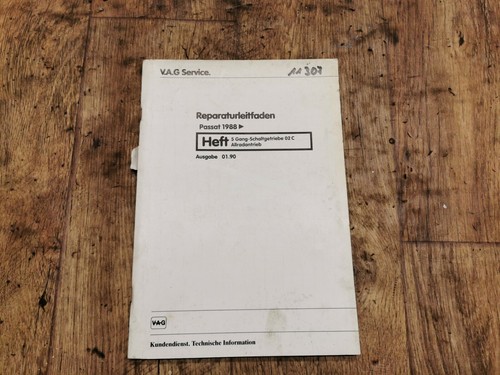 V.A.G Service.
AA 307
Reparaturleitfaden
Passat 1988 ►
Heft 5 Gang-Schaltgetriebe 02 C
Allradantrieb
Ausgabe 01.90
V·A·G
Kundendienst. Technische Information